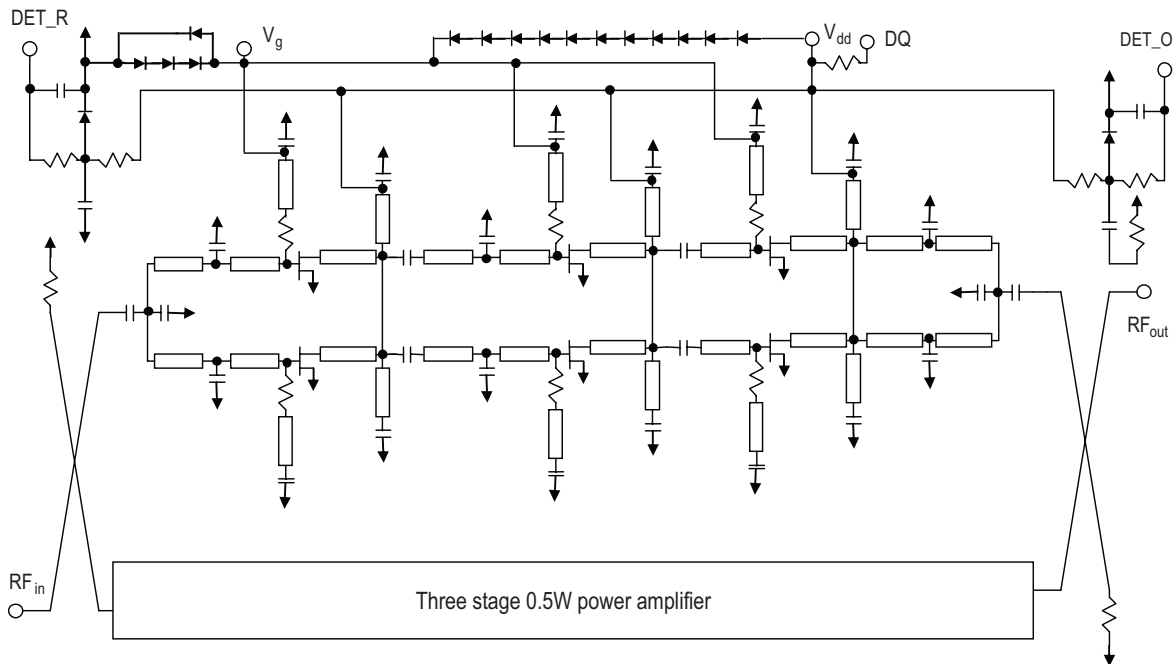 DET_R
V_g
V_dd
DQ
DET_O
RF_out
RF_in
Three stage 0.5W power amplifier